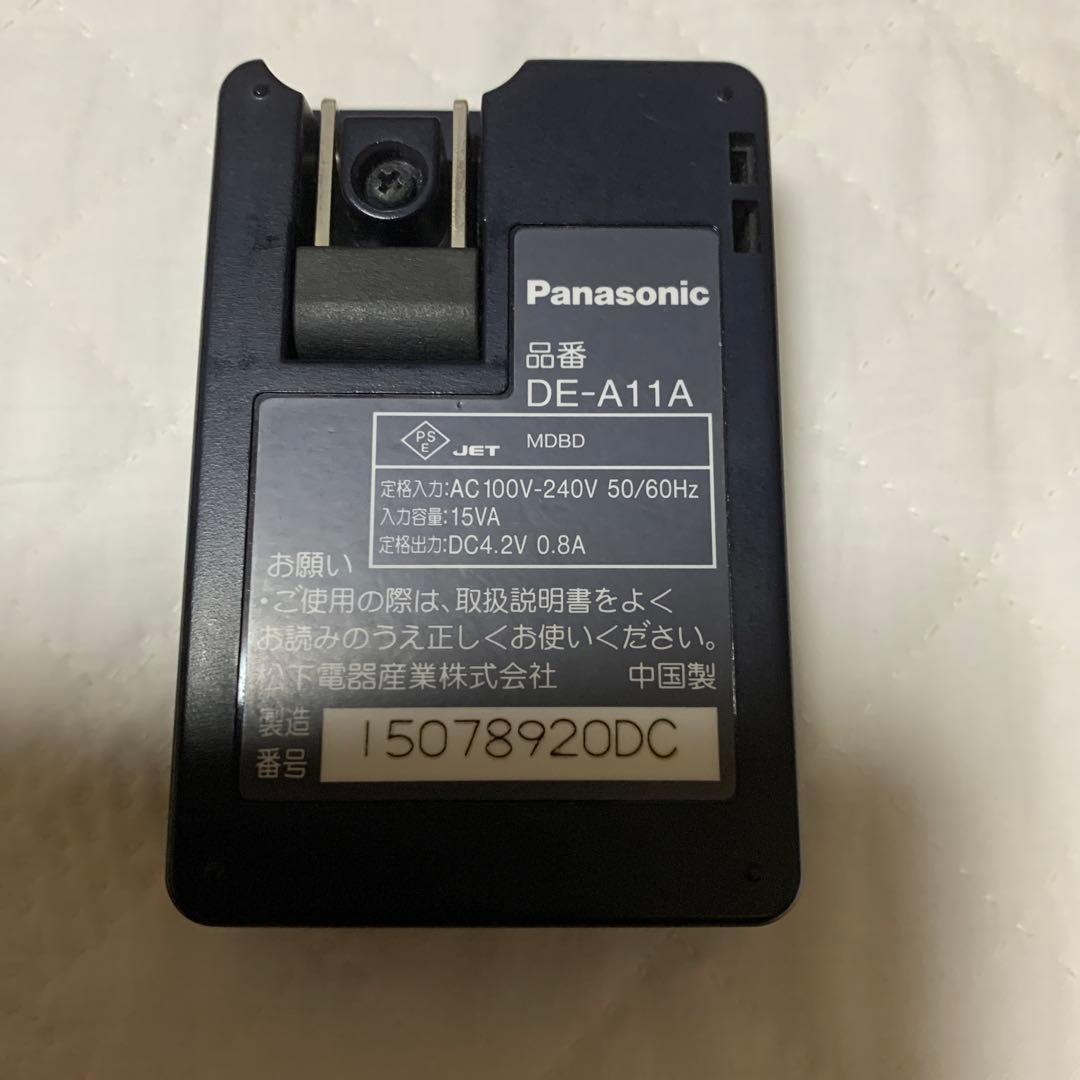 Panasonic
品番
DE-A11A
PS
E
JET MDBD
定格入力:AC100V-240V 50/60Hz
入力容量:15VA
定格出力:DC4.2V 0.8A
お願い
・ご使用の際は、取扱説明書をよく
お読みのうえ正しくお使いください。
松下電器産業株式会社 中国製
製造
番号
15078920DC